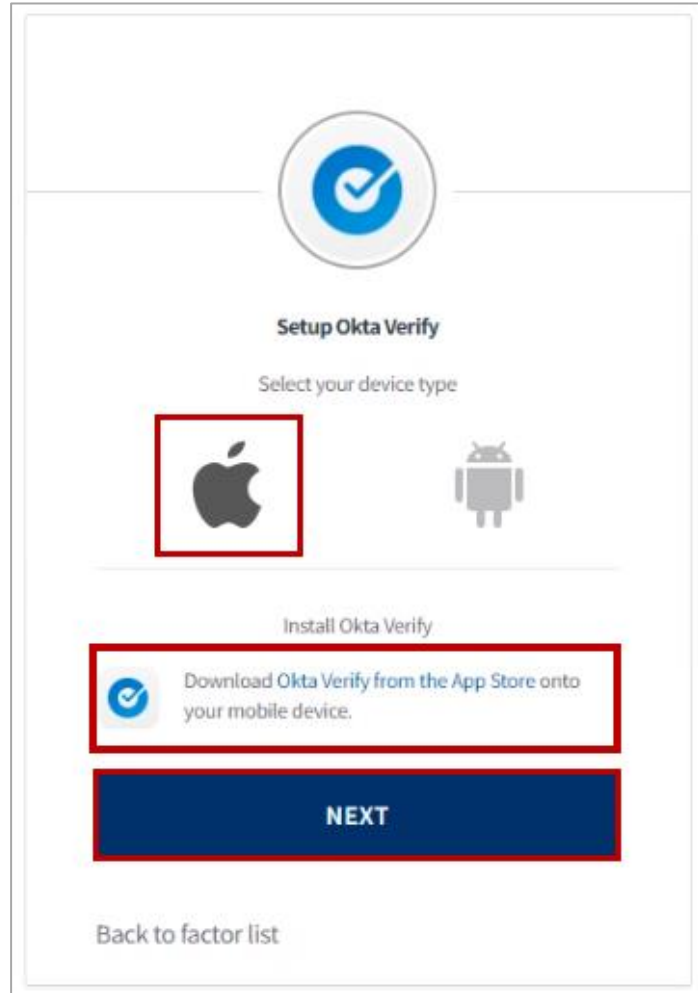 Setup Okta Verify
Select your device type
Install Okta Verify
Download Okta Verify from the App Store onto
your mobile device.
NEXT
Back to factor list